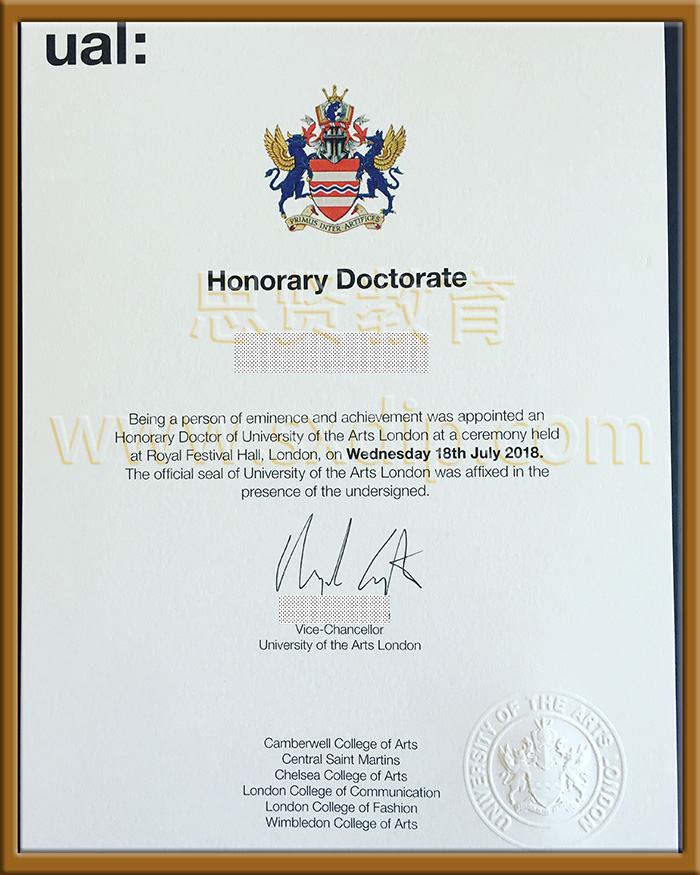 ual:
PRIMUS INTER ARTIFICES
Honorary Doctorate
思贤教育
Being a person of eminence and achievement was appointed an
www.sxdip.com
Honorary Doctor of University of the Arts London at a ceremony held
at Royal Festival Hall, London, on Wednesday 18th July 2018.
The official seal of University of the Arts London was affixed in the
presence of the undersigned.
Vice-Chancellor
University of the Arts London
Camberwell College of Arts
Central Saint Martins
Chelsea College of Arts
London College of Communication
London College of Fashion
Wimbledon College of Arts
UNIVERSITY OF THE ARTS LONDON